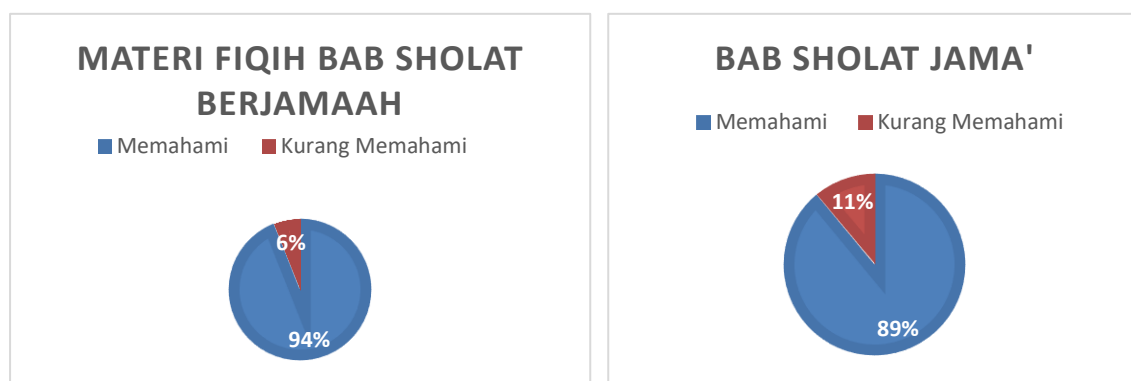 MATERI FIQIH BAB SHOLAT
BERJAMAAH
Memahami Kurang Memahami
6%
94%
BAB SHOLAT JAMA'
Memahami Kurang Memahami
11%
89%